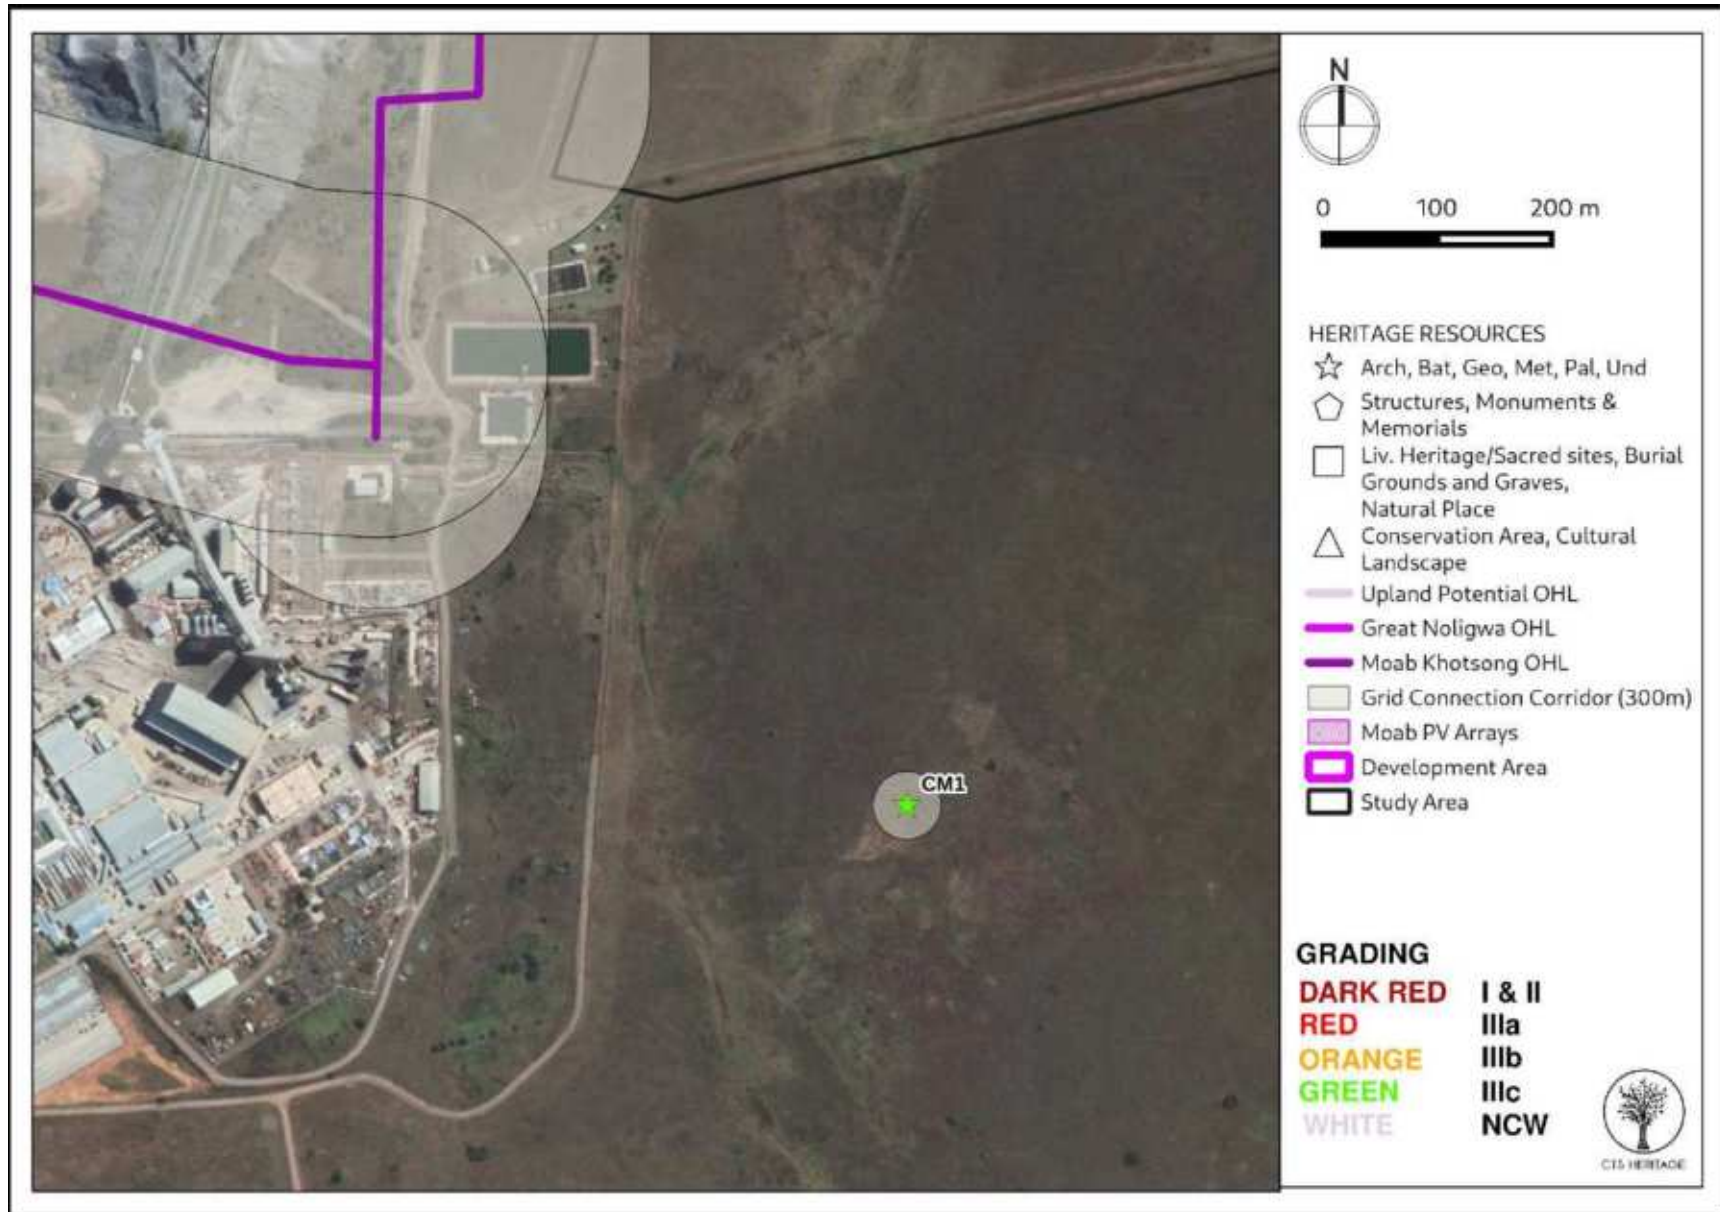 CM1
N
0 100 200 m
HERITAGE RESOURCES
Arch, Bat, Geo, Met, Pal, Und
Structures, Monuments &
Memorials
Liv. Heritage/Sacred sites, Burial
Grounds and Graves,
Natural Place
Conservation Area, Cultural
Landscape
Upland Potential OHL
Great Noligwa OHL
Moab Khotsong OHL
Grid Connection Corridor (300m)
Moab PV Arrays
Development Area
Study Area
GRADING
DARK RED I & II
RED IIIa
ORANGE IIIb
GREEN IIIc
WHITE NCW
CTS HERITAGE